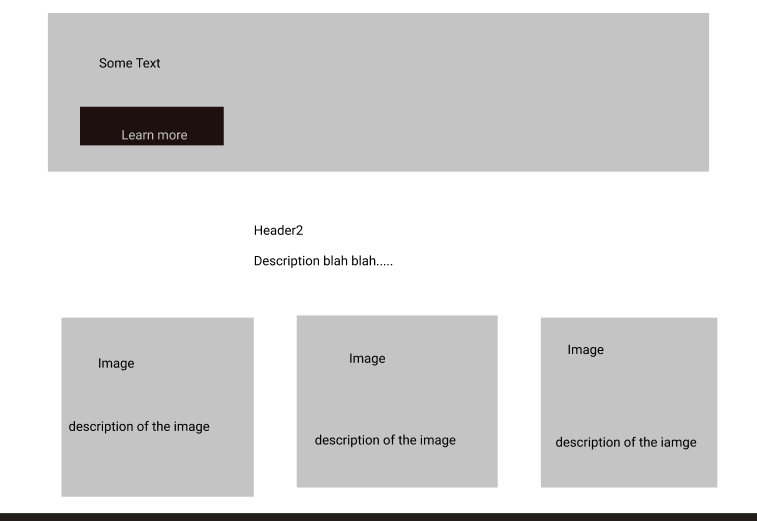 Some Text
Learn more
Header2
Description blah blah.....
Image
description of the image
Image
description of the image
Image
description of the iamge